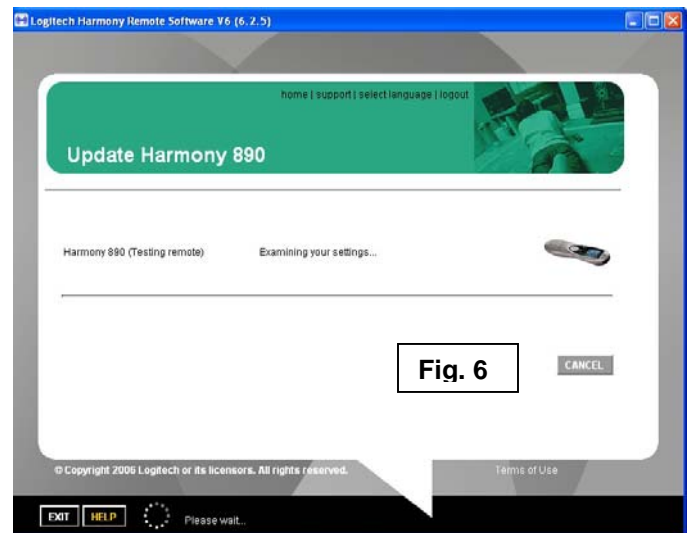 Logitech Harmony Remote Software V6 (6.2.5)
home | support | select language | logout
Update Harmony 890
Harmony 890 (Testing remote) Examining your settings...
Fig. 6
CANCEL
© Copyright 2006 Logitech or its licensors. All rights reserved. Terms of Use
EXIT HELP Please wait...